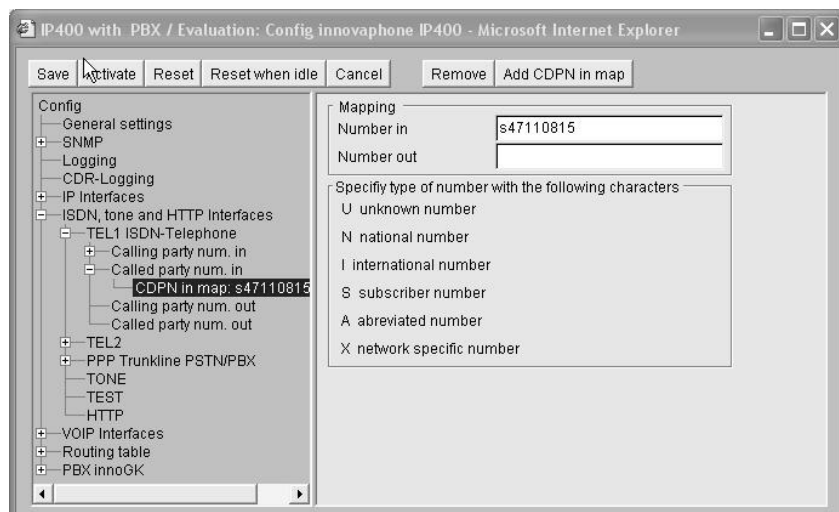 IP400 with PBX / Evaluation: Config innovaphone IP400 - Microsoft Internet Explorer
Save Activate Reset Reset when idle Cancel Remove Add CDPN in map
Config
General settings
SNMP
Logging
CDR-Logging
IP Interfaces
ISDN, tone and HTTP Interfaces
TEL1 ISDN-Telephone
Calling party num. in
Called party num. in
CDPN in map: s47110815
Calling party num. out
Called party num. out
TEL2
PPP Trunkline PSTN/PBX
TONE
TEST
HTTP
VOIP Interfaces
Routing table
PBX innoGK
Mapping
Number in s47110815
Number out
Specifiy type of number with the following characters
U unknown number
N national number
I international number
S subscriber number
A abreviated number
X network specific number